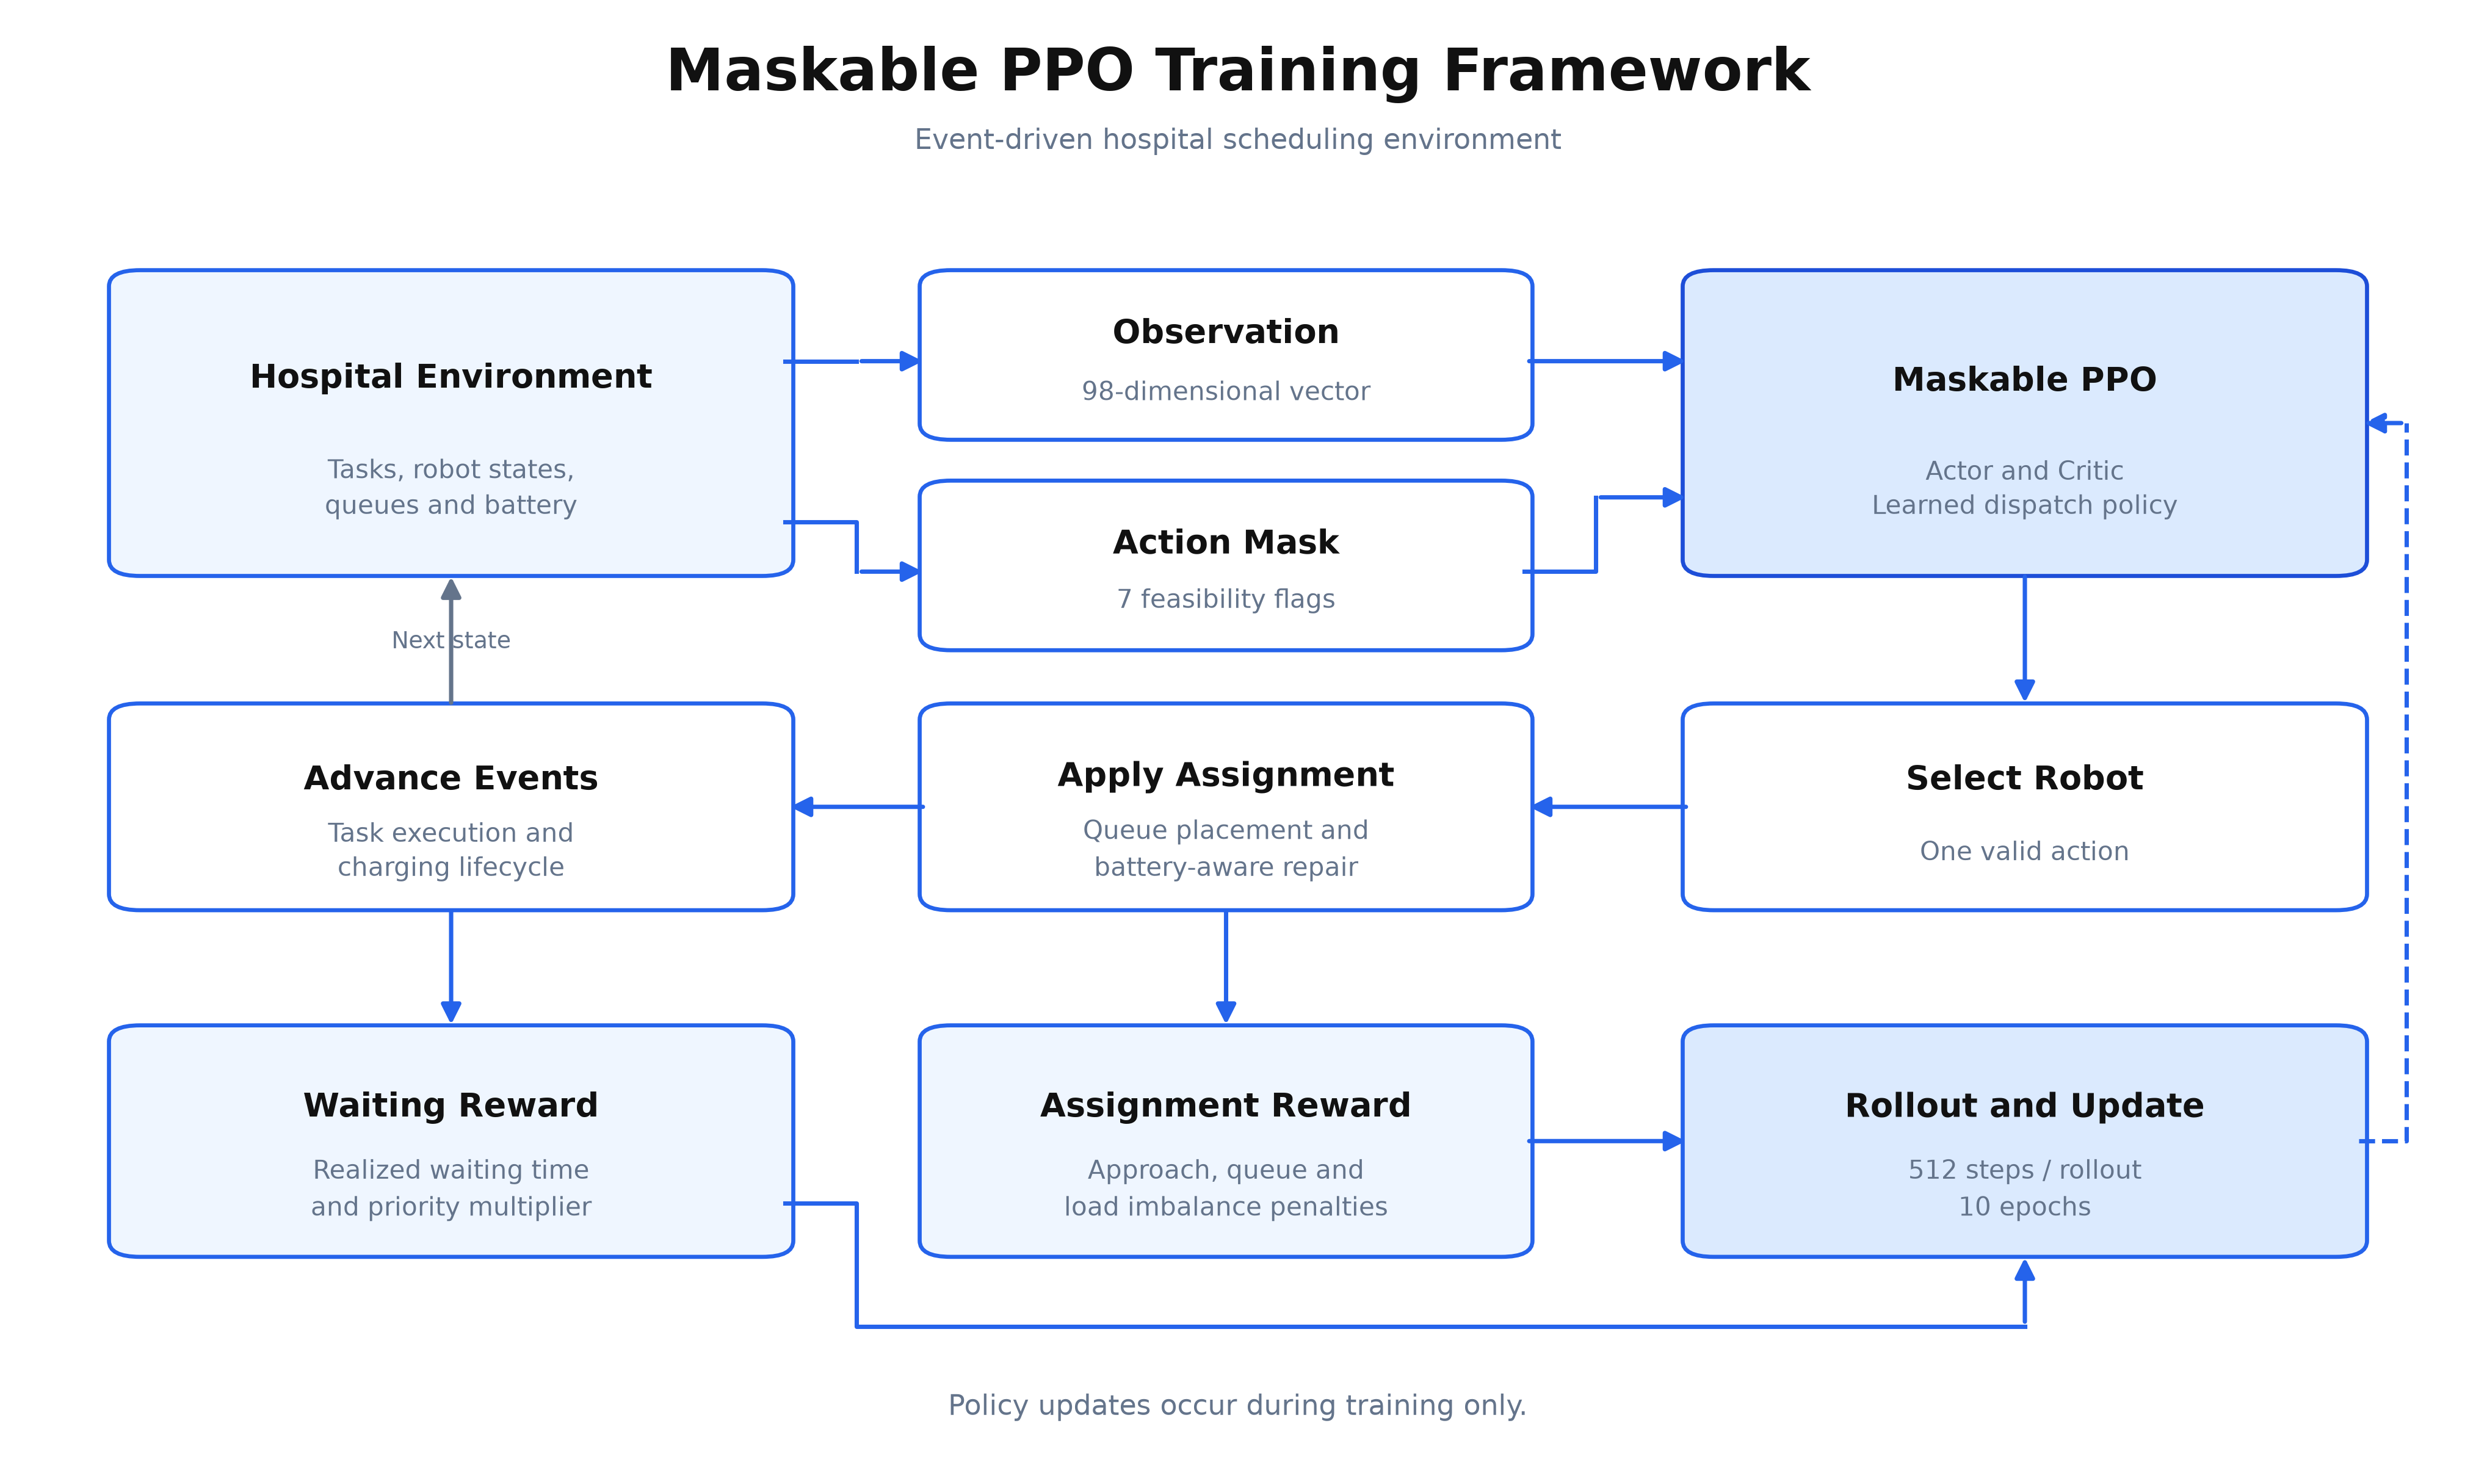 Maskable PPO Training Framework
Event-driven hospital scheduling environment
Hospital Environment
Tasks, robot states,
queues and battery
Observation
98-dimensional vector
Action Mask
7 feasibility flags
Maskable PPO
Actor and Critic
Learned dispatch policy
Next state
Advance Events
Task execution and
charging lifecycle
Apply Assignment
Queue placement and
battery-aware repair
Select Robot
One valid action
Waiting Reward
Realized waiting time
and priority multiplier
Assignment Reward
Approach, queue and
load imbalance penalties
Rollout and Update
512 steps / rollout
10 epochs
Policy updates occur during training only.